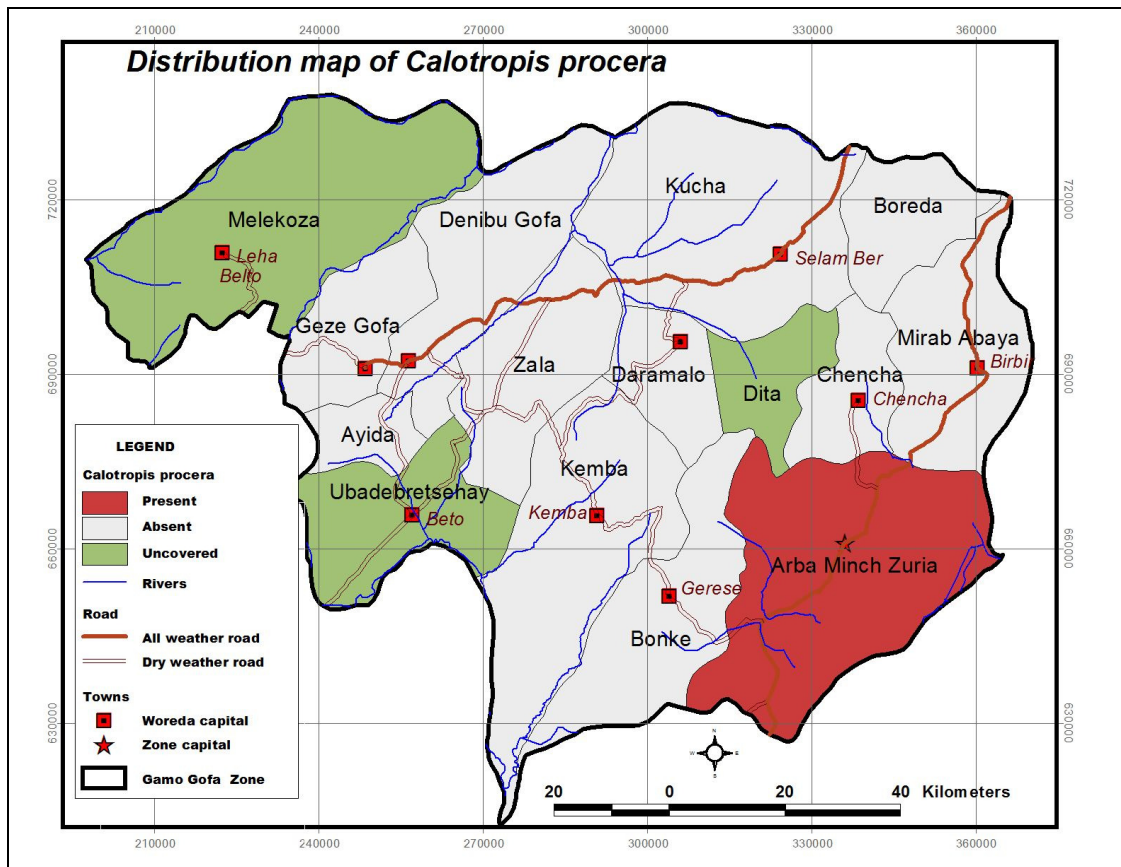 210000 240000 270000 300000 330000 360000
Distribution map of Calotropis procera
720000
720000
Kucha
Boreda
Melekoza
Denibu Gofa
Leha
Belto
Selam Ber
Geze Gofa
Mirab Abaya
Zala
Daramalo
Birbir
690000
Chencha
Dita
Chencha
Ayida
Kemba
Ubadebretsehay
Beto
Kemba
660000
Arba Minch Zuria
Gerese
Bonke
630000
630000
LEGEND
Calotropis procera
Present
Absent
Uncovered
Rivers
Road
All weather road
Dry weather road
Towns
Woreda capital
Zone capital
Gamo Gofa Zone
N
W E
S
20 0 20 40 Kilometers
210000 240000 270000 300000 330000 360000